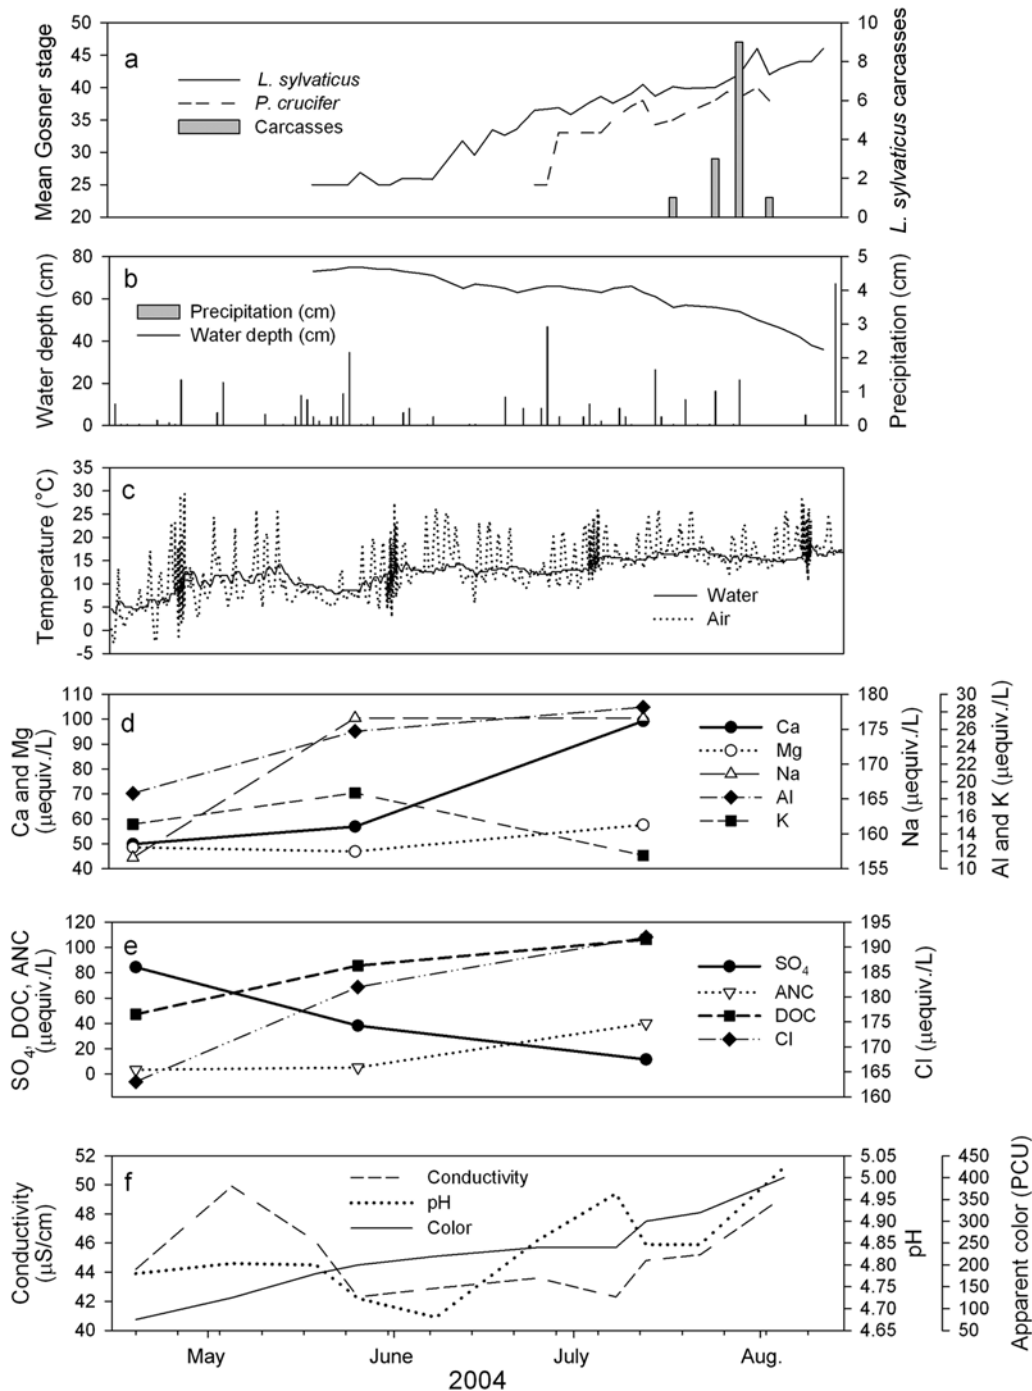 a
Mean Gosner stage
50
45
40
35
30
25
20
L. sylvaticus
P. crucifer
Carcasses
10
8
6
4
2
0
L. sylvaticus carcasses
b
Water depth (cm)
80
60
40
20
0
Precipitation (cm)
Water depth (cm)
5
4
3
2
1
0
Precipitation (cm)
c
Temperature (°C)
35
30
25
20
15
10
5
0
-5
Water
Air
d
Ca and Mg
(µequiv./L)
110
100
90
80
70
60
50
40
Ca
Mg
Na
Al
K
180
175
170
165
160
155
Na (µequiv./L)
30
28
26
24
22
20
18
16
14
12
10
Al and K (µequiv./L)
e
SO4, DOC, ANC
(µequiv./L)
120
100
80
60
40
20
0
SO4
ANC
DOC
Cl
195
190
185
180
175
170
165
160
Cl (µequiv./L)
f
Conductivity
(µS/cm)
52
50
48
46
44
42
40
Conductivity
pH
Color
5.05
5.00
4.95
4.90
4.85
4.80
4.75
4.70
4.65
pH
450
400
350
300
250
200
150
100
50
Apparent color (PCU)
May
June
July
Aug.
2004